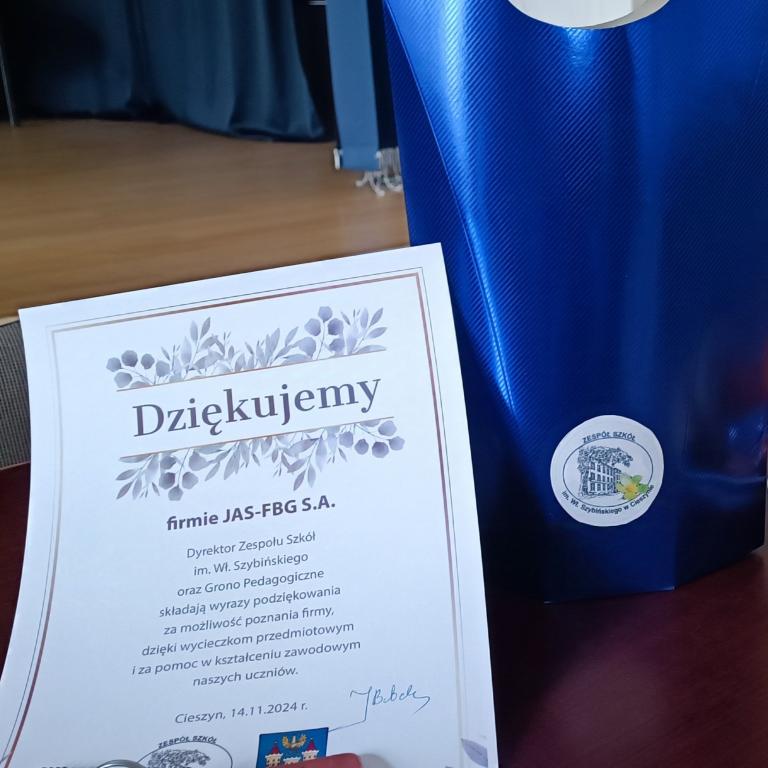 Dziękujemy
firmie JAS-FBG S.A.
Dyrektor Zespołu Szkół
im. Wł. Szybińskiego
oraz Grono Pedagogiczne
składają wyrazy podziękowania
za możliwość poznania firmy,
dzięki wycieczkom przedmiotowym
i za pomoc w kształceniu zawodowym
naszych uczniów.
Cieszyn, 14.11.2024 r.
ZESPÓŁ SZKÓŁ
ZESPÓŁ SZKÓŁ
im. Wł. Szybińskiego w Cieszynie